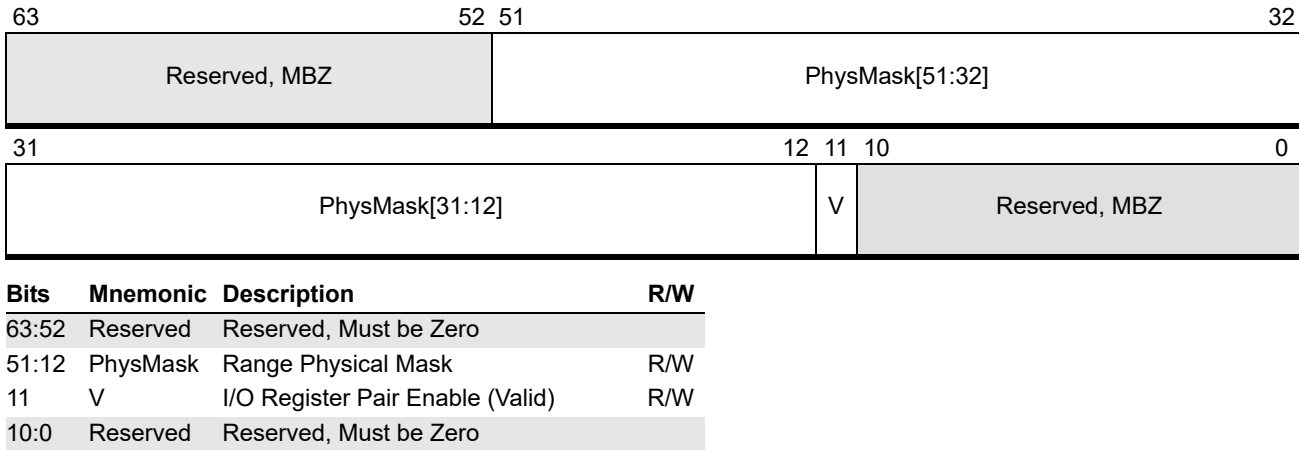 63 52 51 32
Reserved, MBZ PhysMask[51:32]
31 12 11 10 0
PhysMask[31:12] V Reserved, MBZ
Bits Mnemonic Description R/W
63:52 Reserved Reserved, Must be Zero
51:12 PhysMask Range Physical Mask R/W
11 V I/O Register Pair Enable (Valid) R/W
10:0 Reserved Reserved, Must be Zero